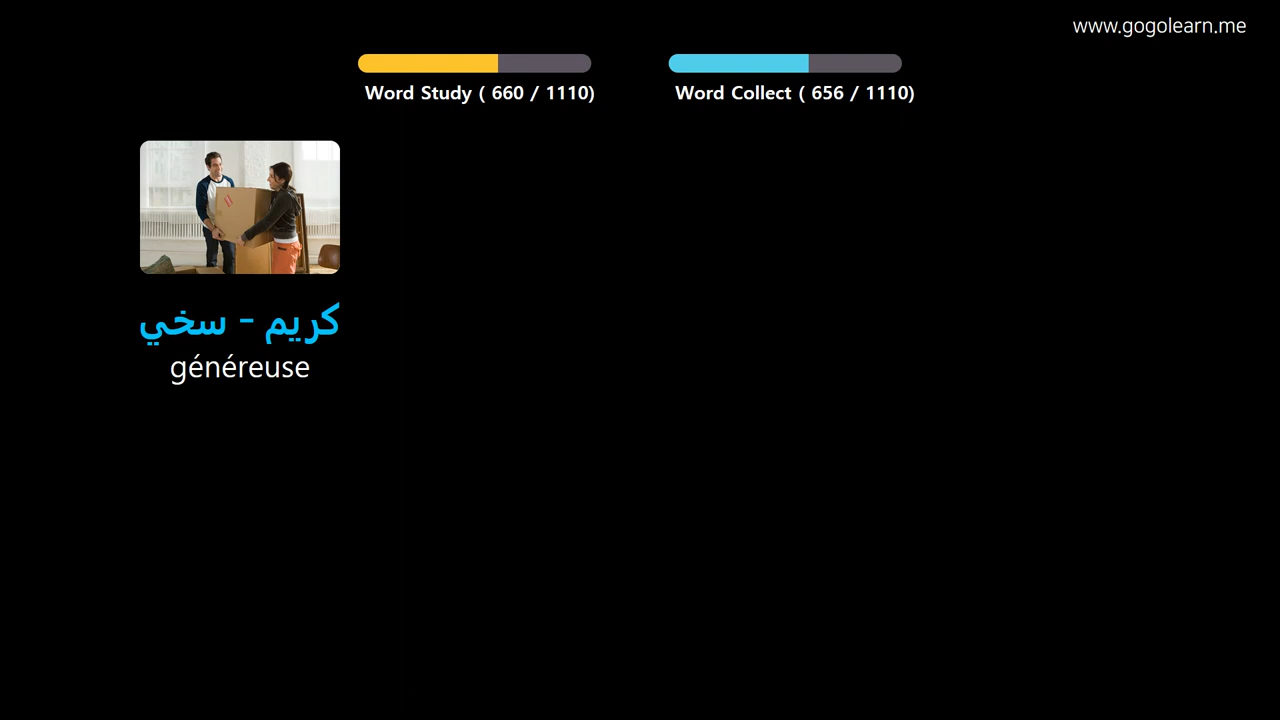 www.gogolearn.me
Word Study ( 660 / 1110)
Word Collect ( 656 / 1110)
كريم - سخي
généreuse